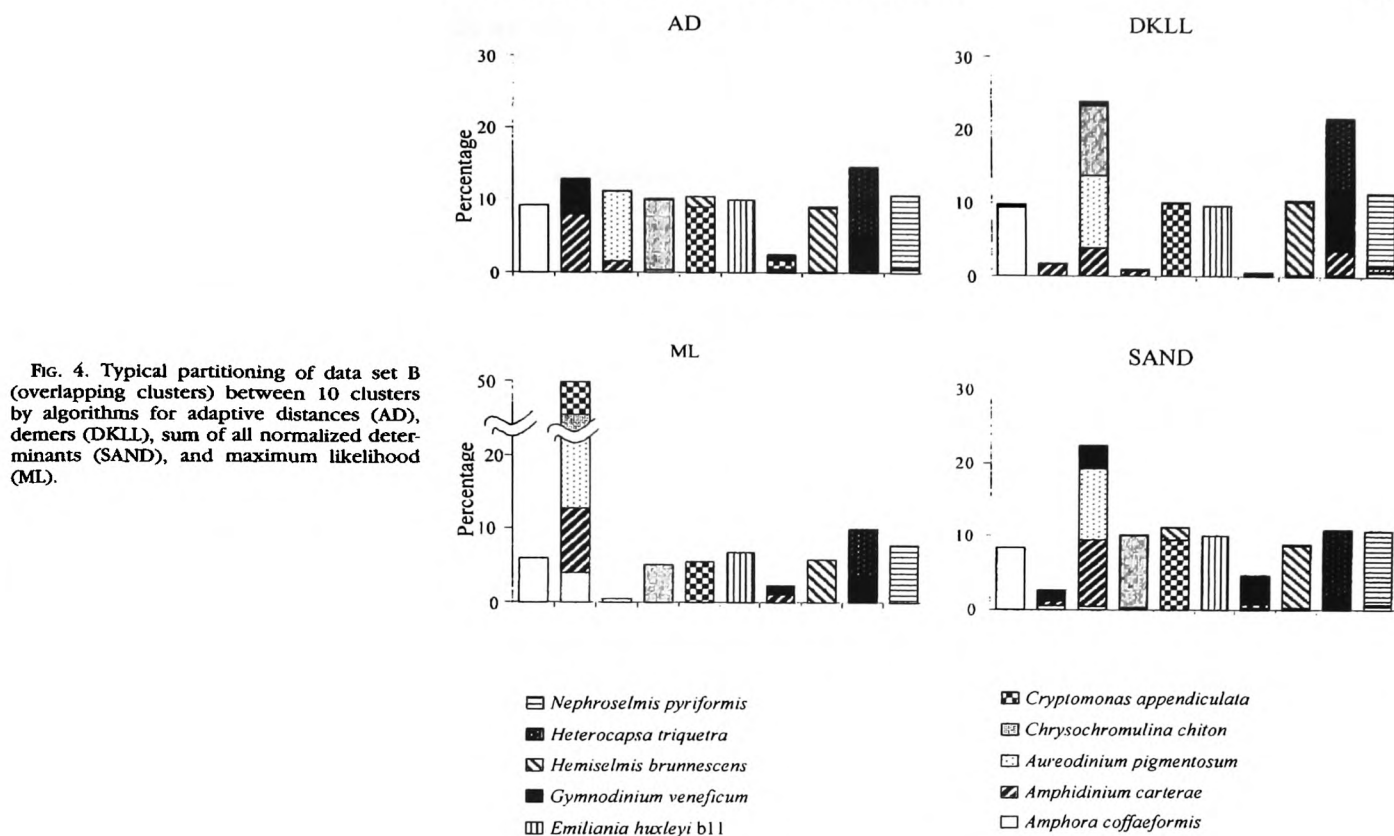 AD
30
20
10
0
Percentage
DKLL
30
20
10
0
FIG. 4. Typical partitioning of data set B
(overlapping clusters) between 10 clusters
by algorithms for adaptive distances (AD),
demers (DKLL), sum of all normalized deter-
minants (SAND), and maximum likelihood
(ML).
ML
50
20
10
0
Percentage
SAND
30
20
10
0
Nephroselmis pyriformis
Heterocapsa triquetra
Hemiselmis brunnescens
Gymnodinium veneficum
Emiliania huxleyi b11
Cryptomonas appendiculata
Chrysochromulina chiton
Aureodinium pigmentosum
Amphidinium carterae
Amphora coffaeformis